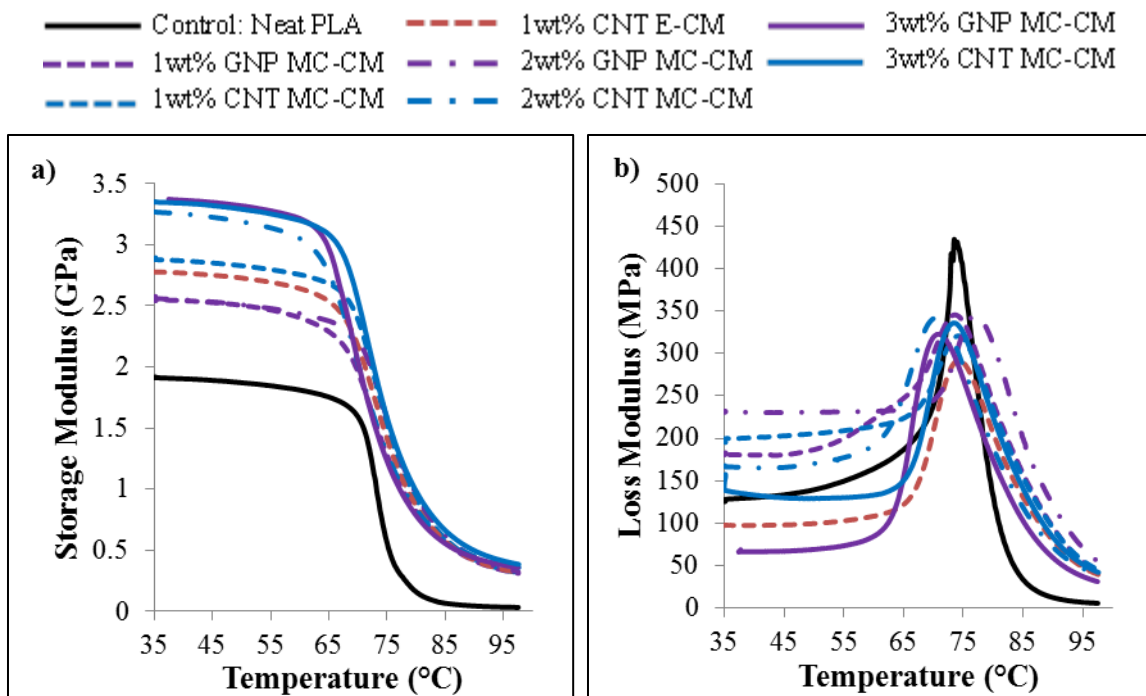 Control: Neat PLA 1wt% CNT E-CM 3wt% GNP MC-CM
1wt% GNP MC-CM 2wt% GNP MC-CM 3wt% CNT MC-CM
1wt% CNT MC-CM 2wt% CNT MC-CM
a)
3.5
3
2.5
2
1.5
1
0.5
0
Storage Modulus (GPa)
35 45 55 65 75 85 95
Temperature (°C)
b)
500
450
400
350
300
250
200
150
100
50
0
Loss Modulus (MPa)
35 45 55 65 75 85 95
Temperature (°C)